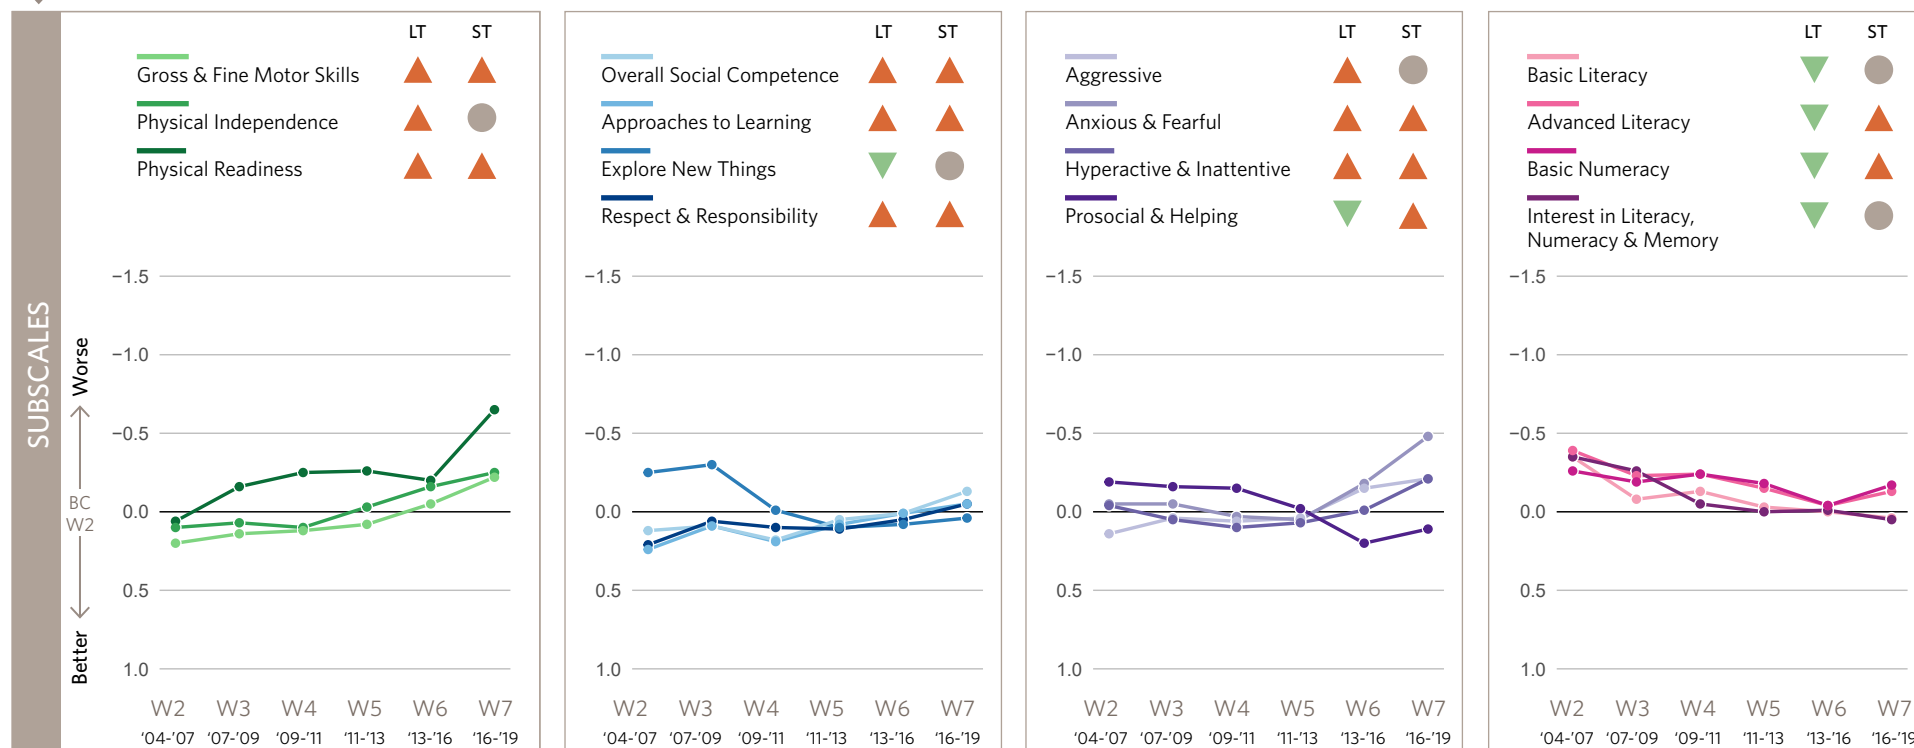 SUBSCALES
Worse
BC
W2
Better
LT ST
Gross & Fine Motor Skills
Physical Independence
Physical Readiness
−1.5
−1.0
−0.5
0.0
0.5
1.0
W2 W3 W4 W5 W6 W7
‘04-’07 ‘07-’09 ‘09-’11 ‘11-’13 ‘13-’16 ‘16-’19
LT ST
Overall Social Competence
Approaches to Learning
Explore New Things
Respect & Responsibility
−1.5
−1.0
−0.5
0.0
0.5
1.0
W2 W3 W4 W5 W6 W7
‘04-’07 ‘07-’09 ‘09-’11 ‘11-’13 ‘13-’16 ‘16-’19
LT ST
Aggressive
Anxious & Fearful
Hyperactive & Inattentive
Prosocial & Helping
−1.5
−1.0
−0.5
0.0
0.5
1.0
W2 W3 W4 W5 W6 W7
‘04-’07 ‘07-’09 ‘09-’11 ‘11-’13 ‘13-’16 ‘16-’19
LT ST
Basic Literacy
Advanced Literacy
Basic Numeracy
Interest in Literacy,
Numeracy & Memory
−1.5
−1.0
−0.5
0.0
0.5
1.0
W2 W3 W4 W5 W6 W7
‘04-’07 ‘07-’09 ‘09-’11 ‘11-’13 ‘13-’16 ‘16-’19